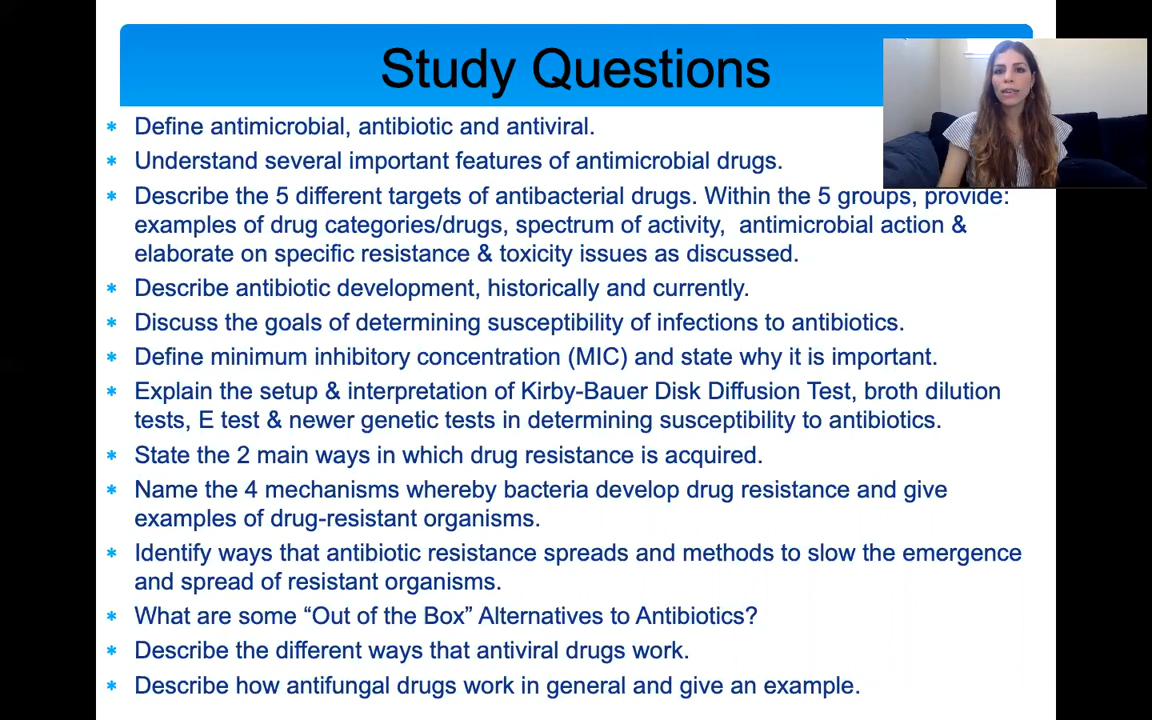 Study Questions
* Define antimicrobial, antibiotic and antiviral.
* Understand several important features of antimicrobial drugs.
* Describe the 5 different targets of antibacterial drugs. Within the 5 groups, provide:
examples of drug categories/drugs, spectrum of activity, antimicrobial action &
elaborate on specific resistance & toxicity issues as discussed.
* Describe antibiotic development, historically and currently.
* Discuss the goals of determining susceptibility of infections to antibiotics.
* Define minimum inhibitory concentration (MIC) and state why it is important.
* Explain the setup & interpretation of Kirby-Bauer Disk Diffusion Test, broth dilution
tests, E test & newer genetic tests in determining susceptibility to antibiotics.
* State the 2 main ways in which drug resistance is acquired.
* Name the 4 mechanisms whereby bacteria develop drug resistance and give
examples of drug-resistant organisms.
* Identify ways that antibiotic resistance spreads and methods to slow the emergence
and spread of resistant organisms.
* What are some “Out of the Box” Alternatives to Antibiotics?
* Describe the different ways that antiviral drugs work.
* Describe how antifungal drugs work in general and give an example.